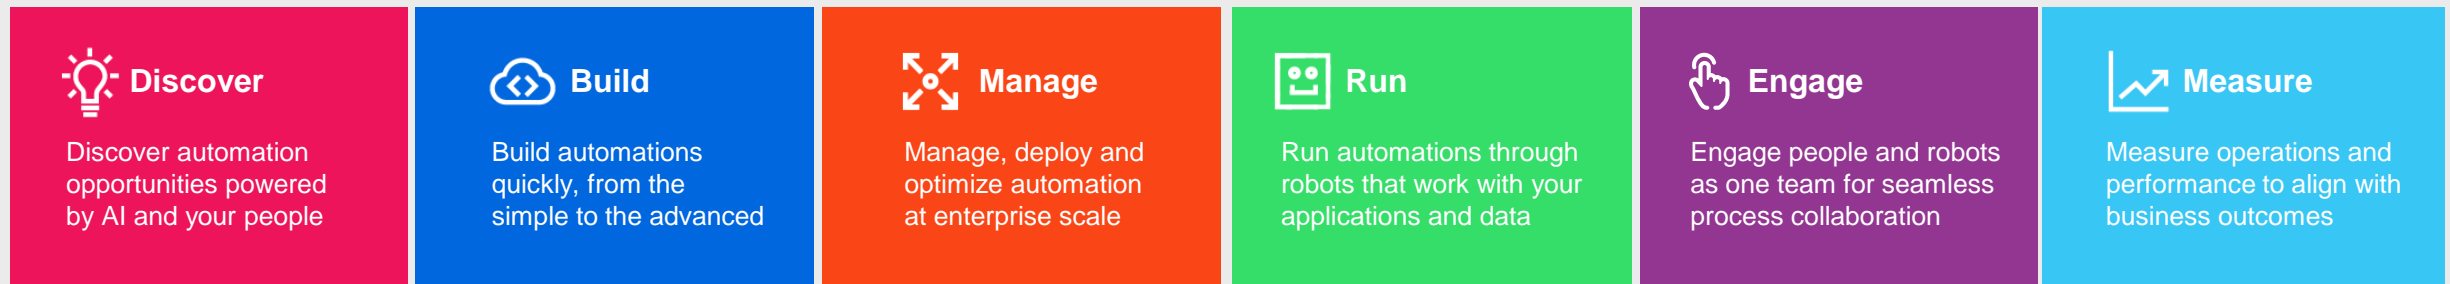 Discover
Discover automation
opportunities powered
by AI and your people
Build
Build automations
quickly, from the
simple to the advanced
Manage
Manage, deploy and
optimize automation
at enterprise scale
Run
Run automations through
robots that work with your
applications and data
Engage
Engage people and robots
as one team for seamless
process collaboration
Measure
Measure operations and
performance to align with
business outcomes